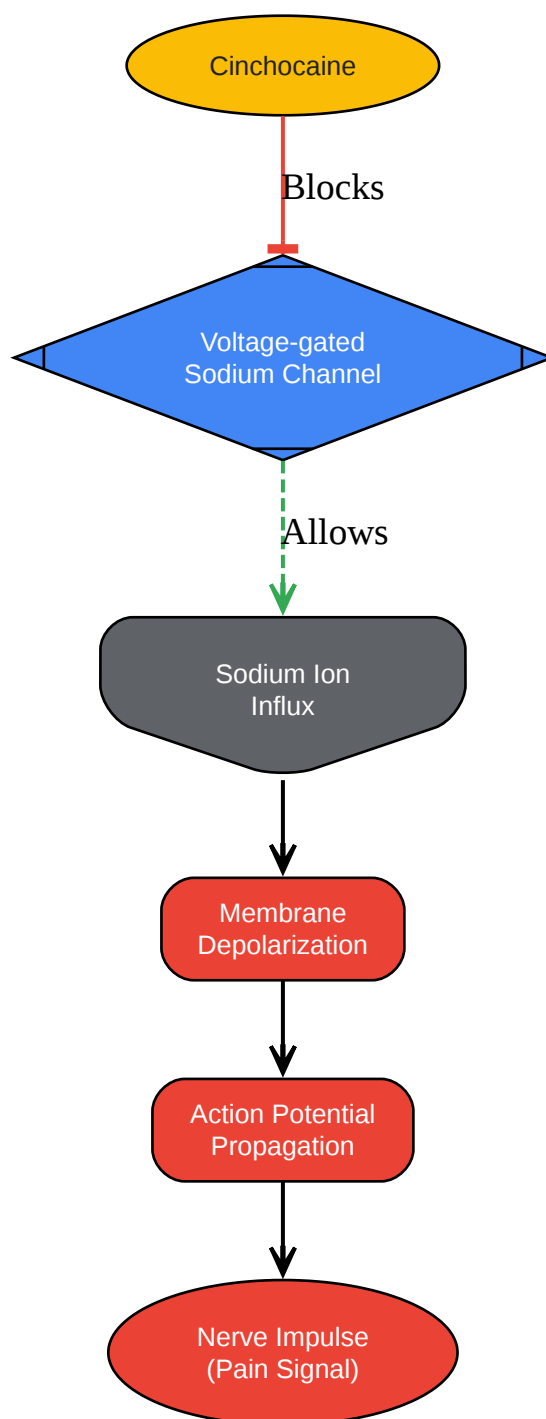 Cinchocaine
Blocks
Voltage-gated
Sodium Channel
Allows
Sodium Ion
Influx
Membrane
Depolarization
Action Potential
Propagation
Nerve Impulse
(Pain Signal)